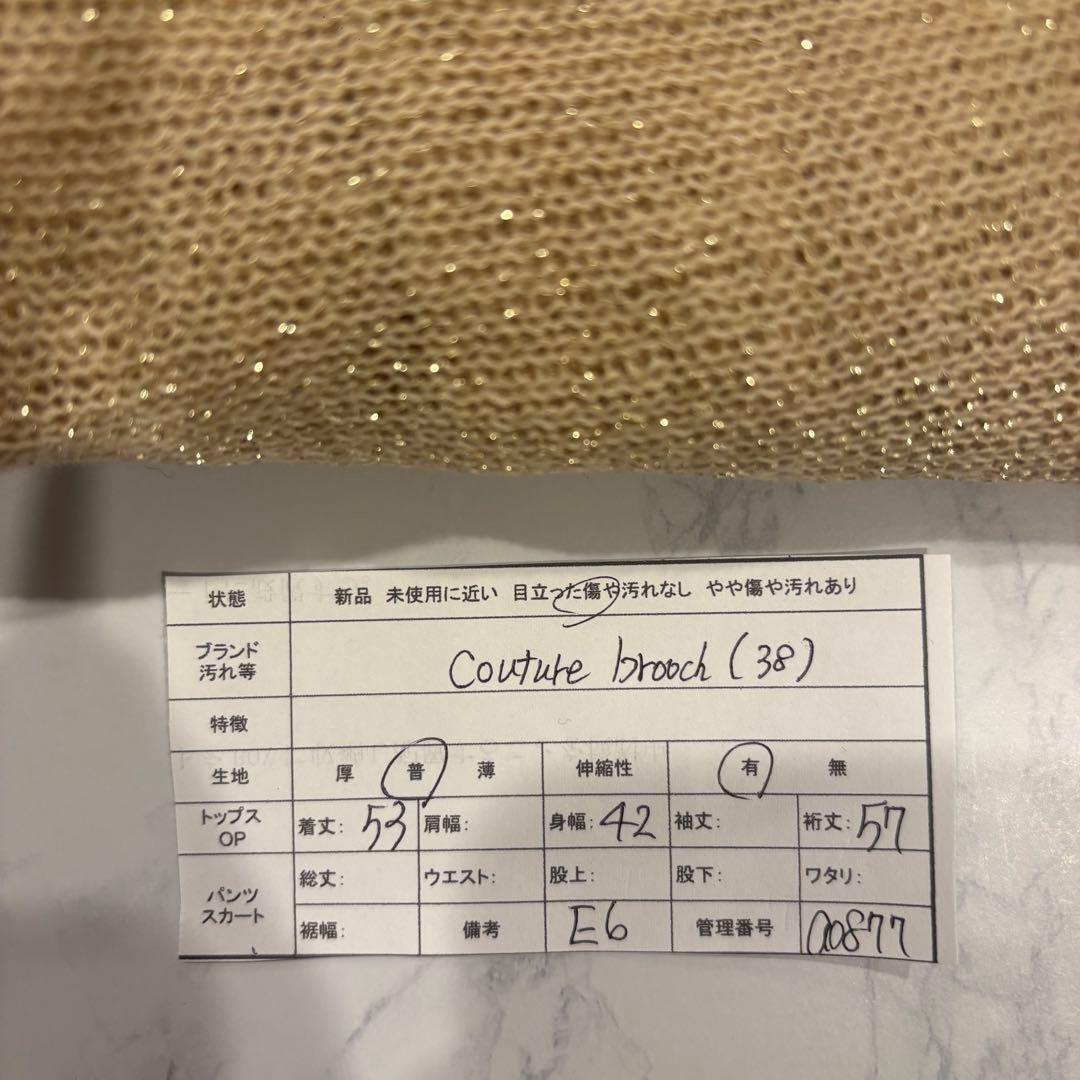 状態 新品 未使用に近い 目立った傷や汚れなし やや傷や汚れあり
ブランド
汚れ等
Couture brooch (38)
特徴
生地 厚 普 薄 伸縮性 有 無
トップス
OP
着丈: 53 肩幅: 身幅: 42 袖丈: 裄丈: 57
パンツ
スカート
総丈: ウエスト: 股上: 股下: ワタリ:
裾幅: 備考 E6 管理番号 a0877